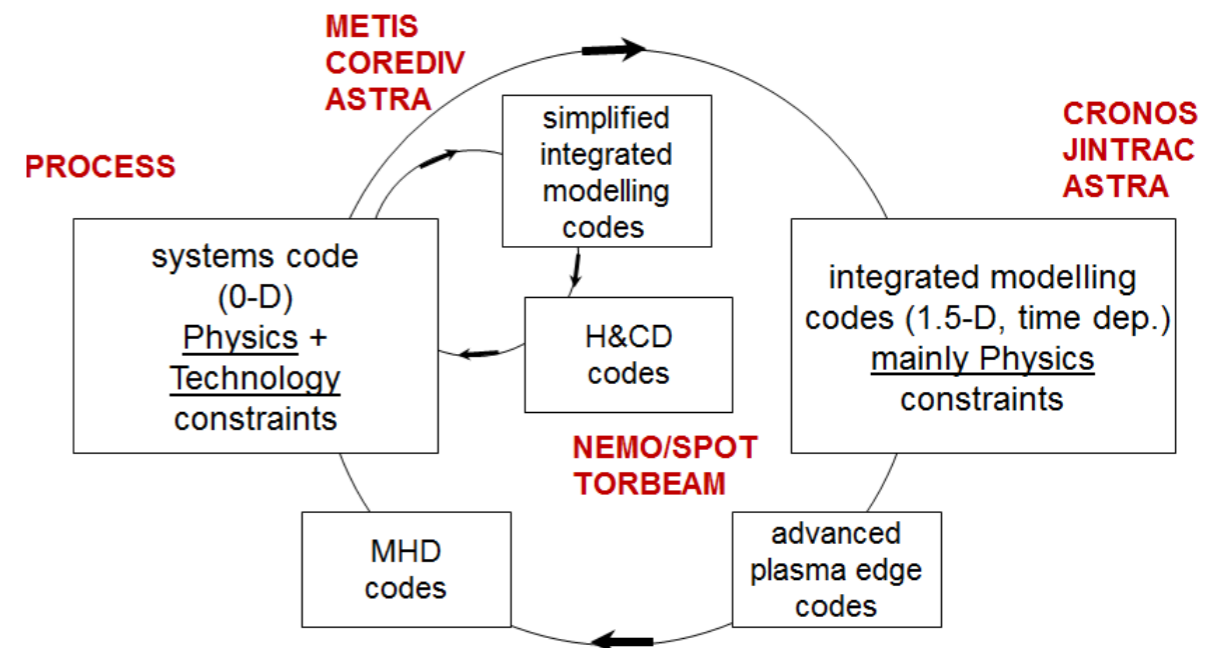 METIS
COREDIV
ASTRA
PROCESS
CRONOS
JINTRAC
ASTRA
simplified
integrated
modelling
codes
systems code
(0-D)
Physics +
Technology
constraints
H&CD
codes
integrated modelling
codes (1.5-D, time dep.)
mainly Physics
constraints
NEMO/SPOT
TORBEAM
MHD
codes
advanced
plasma edge
codes